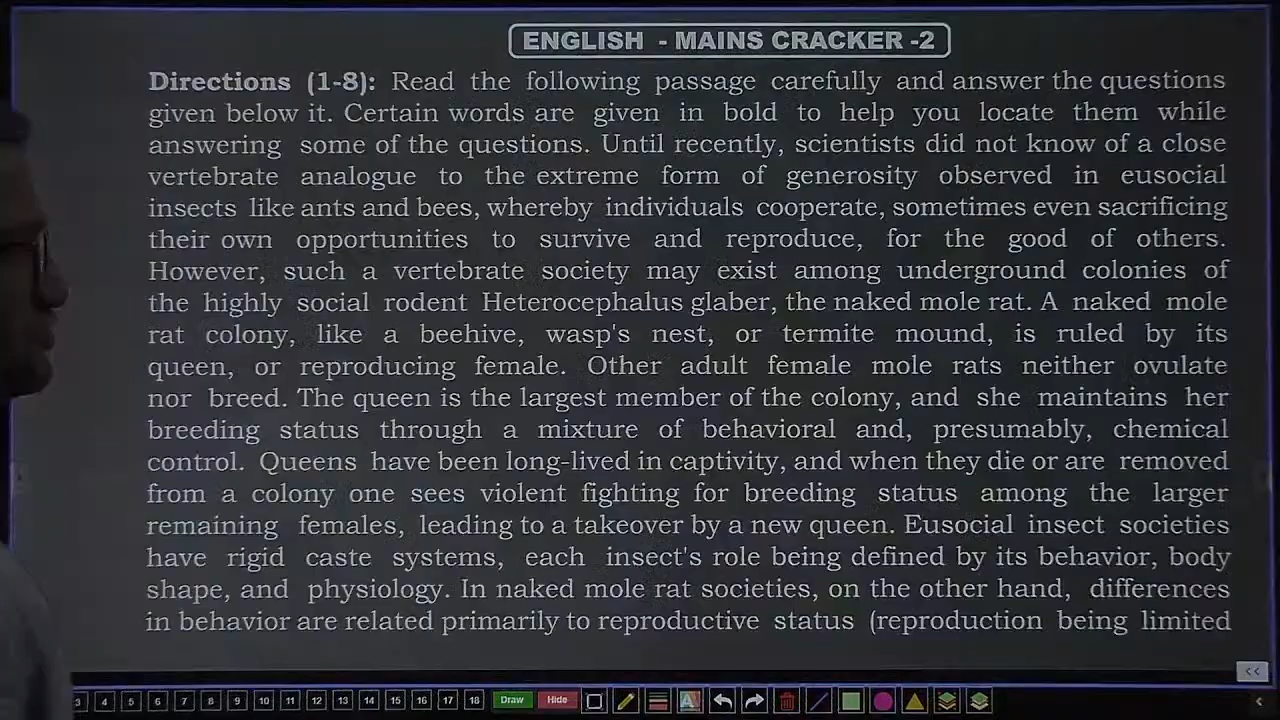 ENGLISH - MAINS CRACKER -2
Directions (1-8): Read the following passage carefully and answer the questions
given below it. Certain words are given in bold to help you locate them while
answering some of the questions. Until recently, scientists did not know of a close
vertebrate analogue to the extreme form of generosity observed in eusocial
insects like ants and bees, whereby individuals cooperate, sometimes even sacrificing
their own opportunities to survive and reproduce, for the good of others.
However, such a vertebrate society may exist among underground colonies of
the highly social rodent Heterocephalus glaber, the naked mole rat. A naked mole
rat colony, like a beehive, wasp's nest, or termite mound, is ruled by its
queen, or reproducing female. Other adult female mole rats neither ovulate
nor breed. The queen is the largest member of the colony, and she maintains her
breeding status through a mixture of behavioral and, presumably, chemical
control. Queens have been long-lived in captivity, and when they die or are removed
from a colony one sees violent fighting for breeding status among the larger
remaining females, leading to a takeover by a new queen. Eusocial insect societies
have rigid caste systems, each insect's role being defined by its behavior, body
shape, and physiology. In naked mole rat societies, on the other hand, differences
in behavior are related primarily to reproductive status (reproduction being limited
<<
3 4 5 6 7 8 9 10 11 12 13 14 15 16 17 18 Draw Hide A <